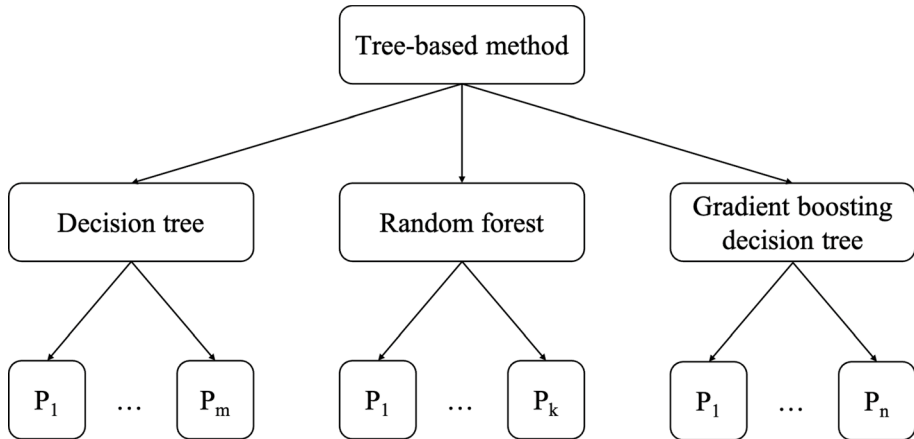 Tree-based method
Decision tree
Random forest
Gradient boosting
decision tree
P₁ … Pₘ P₁ … Pₖ P₁ … Pₙ